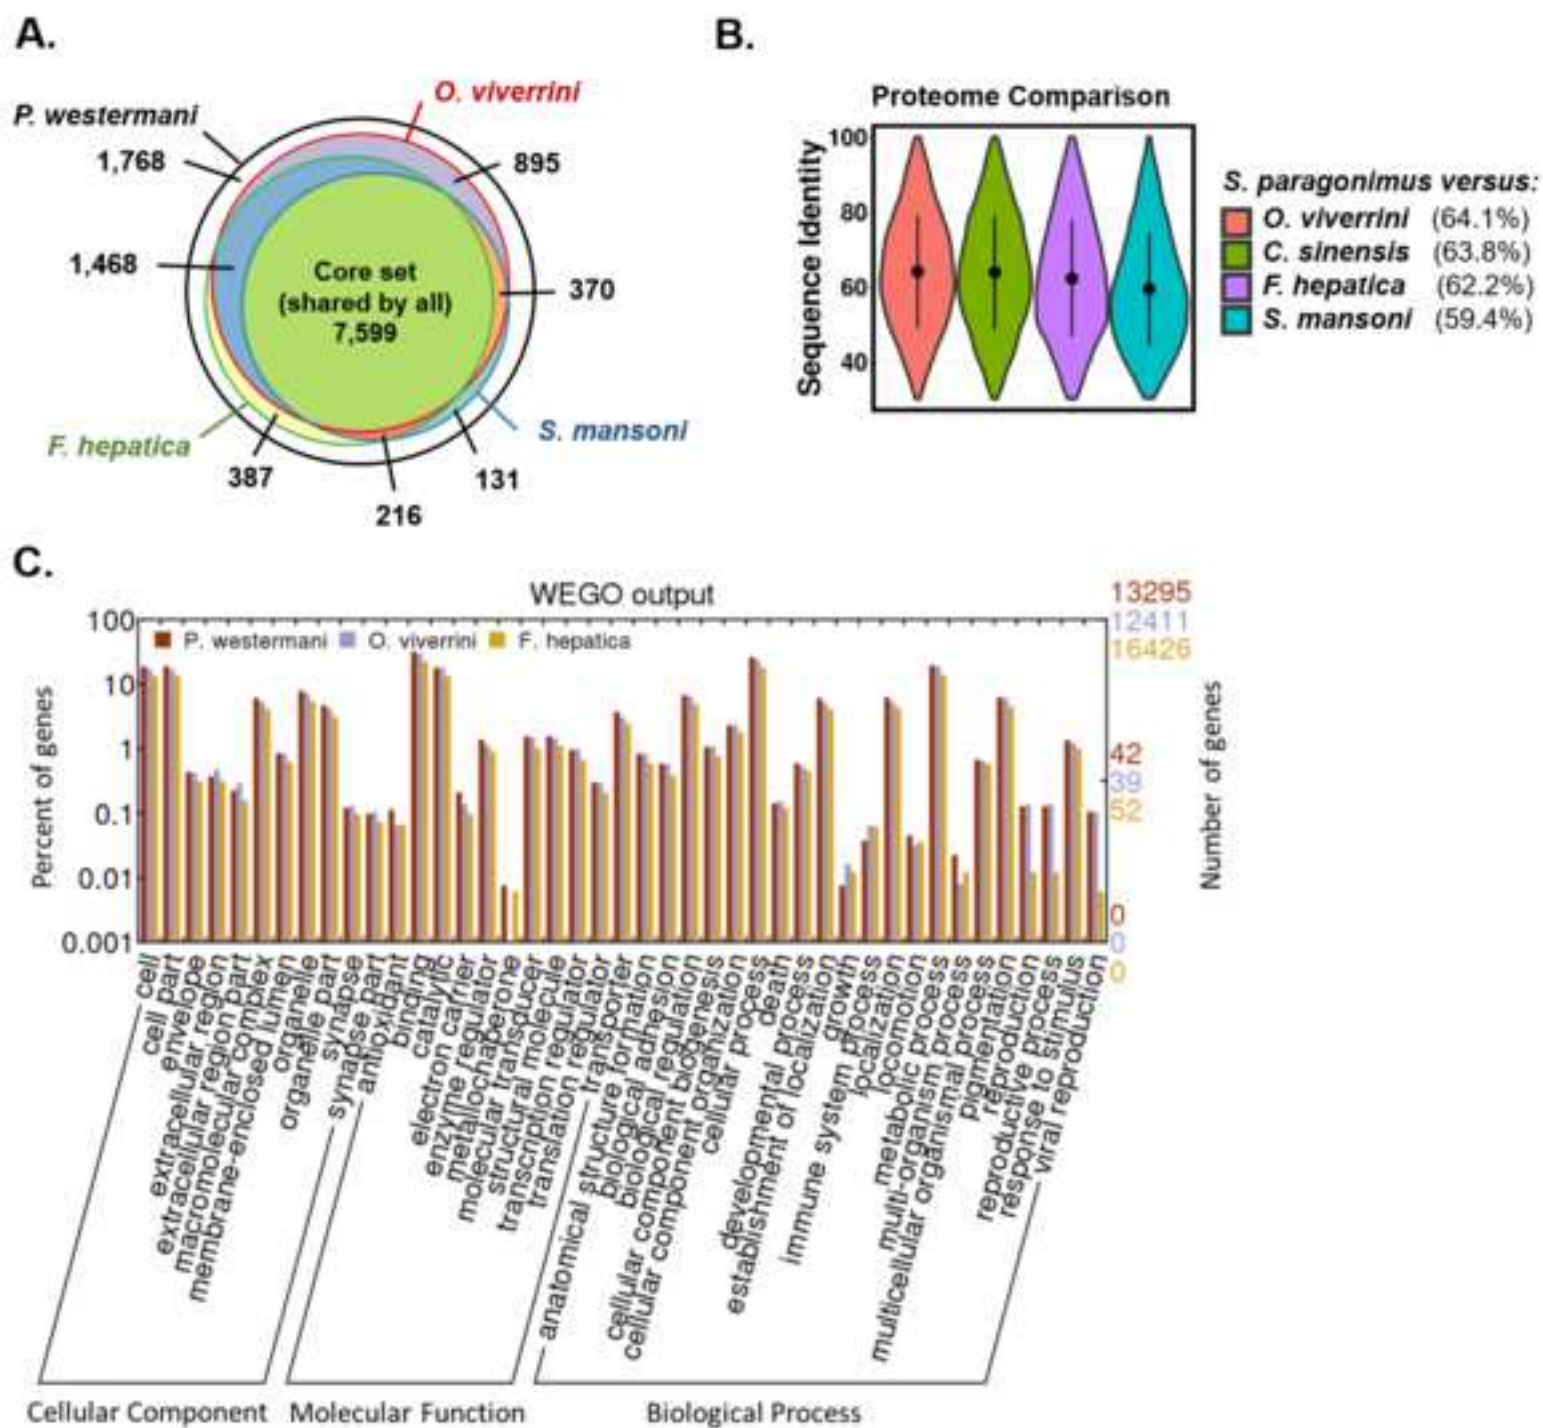 A.
P. westermani
O. viverrini
1,768
895
1,468
Core set
(shared by all)
7,599
370
F. hepatica
S. mansoni
387
131
216
B.
Proteome Comparison
Sequence Identity
100
80
60
40
S. paragonimus versus:
O. viverrini (64.1%)
C. sinensis (63.8%)
F. hepatica (62.2%)
S. mansoni (59.4%)
C.
WEGO output
P. westermani O. viverrini F. hepatica
Percent of genes
100
10
1
0.1
0.01
0.001
13295
12411
16426
42
39
52
0
0
0
Number of genes
cell
cell part
envelope
extracellular region
extracellular region part
macromolecular complex
membrane-enclosed lumen
organelle
organelle part
synapse
synapse part
antioxidant
binding
catalytic
electron carrier
enzyme regulator
metallochaperone
molecular transducer
structural molecule
transcription regulator
translation regulator
transporter
anatomical structure formation
biological adhesion
biological regulation
cellular component biogenesis
cellular component organization
cellular process
death
developmental process
establishment of localization
growth
immune system process
localization
locomotion
metabolic process
multi-organism process
multicellular organismal process
pigmentation
reproduction
reproductive process
response to stimulus
viral reproduction
Cellular Component
Molecular Function
Biological Process